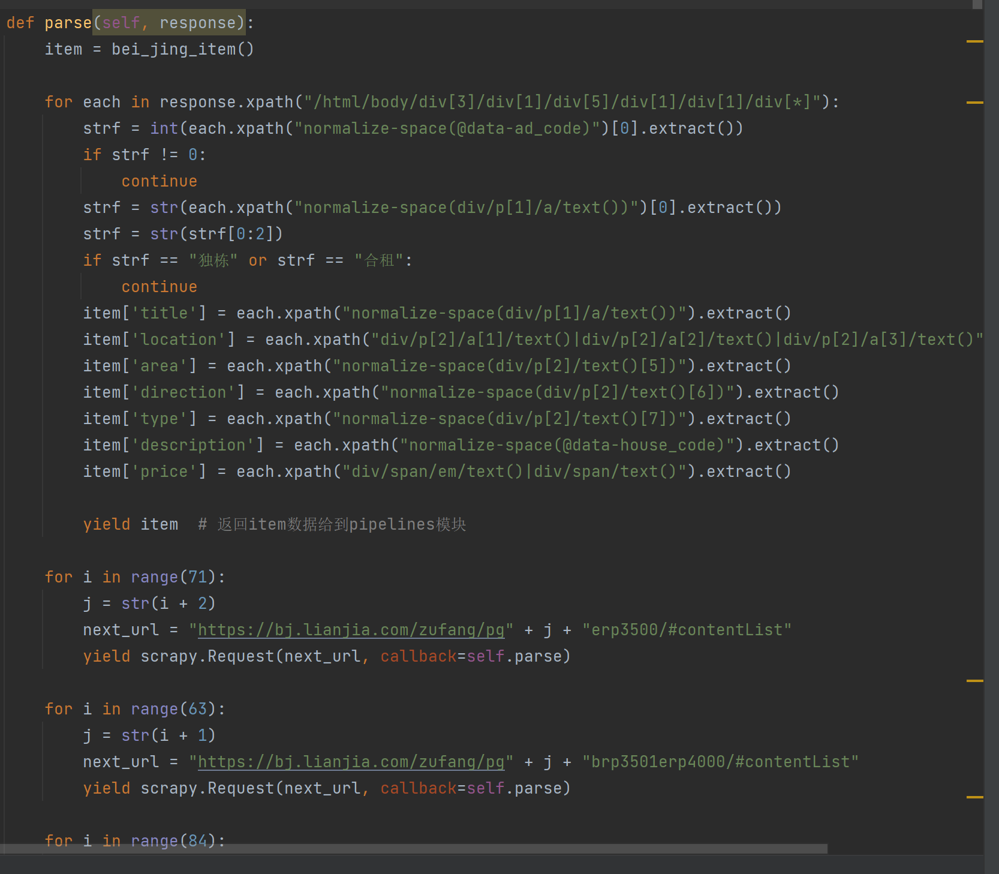 def parse(self, response):
    item = bei_jing_item()
    for each in response.xpath("/html/body/div[3]/div[1]/div[5]/div[1]/div[1]/div[*]"):
        strf = int(each.xpath("normalize-space(@data-ad_code)")[0].extract())
        if strf != 0:
            continue
        strf = str(each.xpath("normalize-space(div/p[1]/a/text())")[0].extract())
        strf = str(strf[0:2])
        if strf == "独栋" or strf == "合租":
            continue
        item['title'] = each.xpath("normalize-space(div/p[1]/a/text())").extract()
        item['location'] = each.xpath("div/p[2]/a[1]/text()|div/p[2]/a[2]/text()|div/p[2]/a[3]/text()"
        item['area'] = each.xpath("normalize-space(div/p[2]/text()[5])").extract()
        item['direction'] = each.xpath("normalize-space(div/p[2]/text()[6])").extract()
        item['type'] = each.xpath("normalize-space(div/p[2]/text()[7])").extract()
        item['description'] = each.xpath("normalize-space(@data-house_code)").extract()
        item['price'] = each.xpath("div/span/em/text()|div/span/text()").extract()
        yield item  # 返回item数据给到pipelines模块
    for i in range(71):
        j = str(i + 2)
        next_url = "https://bj.lianjia.com/zufang/pg" + j + "erp3500/#contentList"
        yield scrapy.Request(next_url, callback=self.parse)
    for i in range(63):
        j = str(i + 1)
        next_url = "https://bj.lianjia.com/zufang/pg" + j + "brp3501erp4000/#contentList"
        yield scrapy.Request(next_url, callback=self.parse)
    for i in range(84):